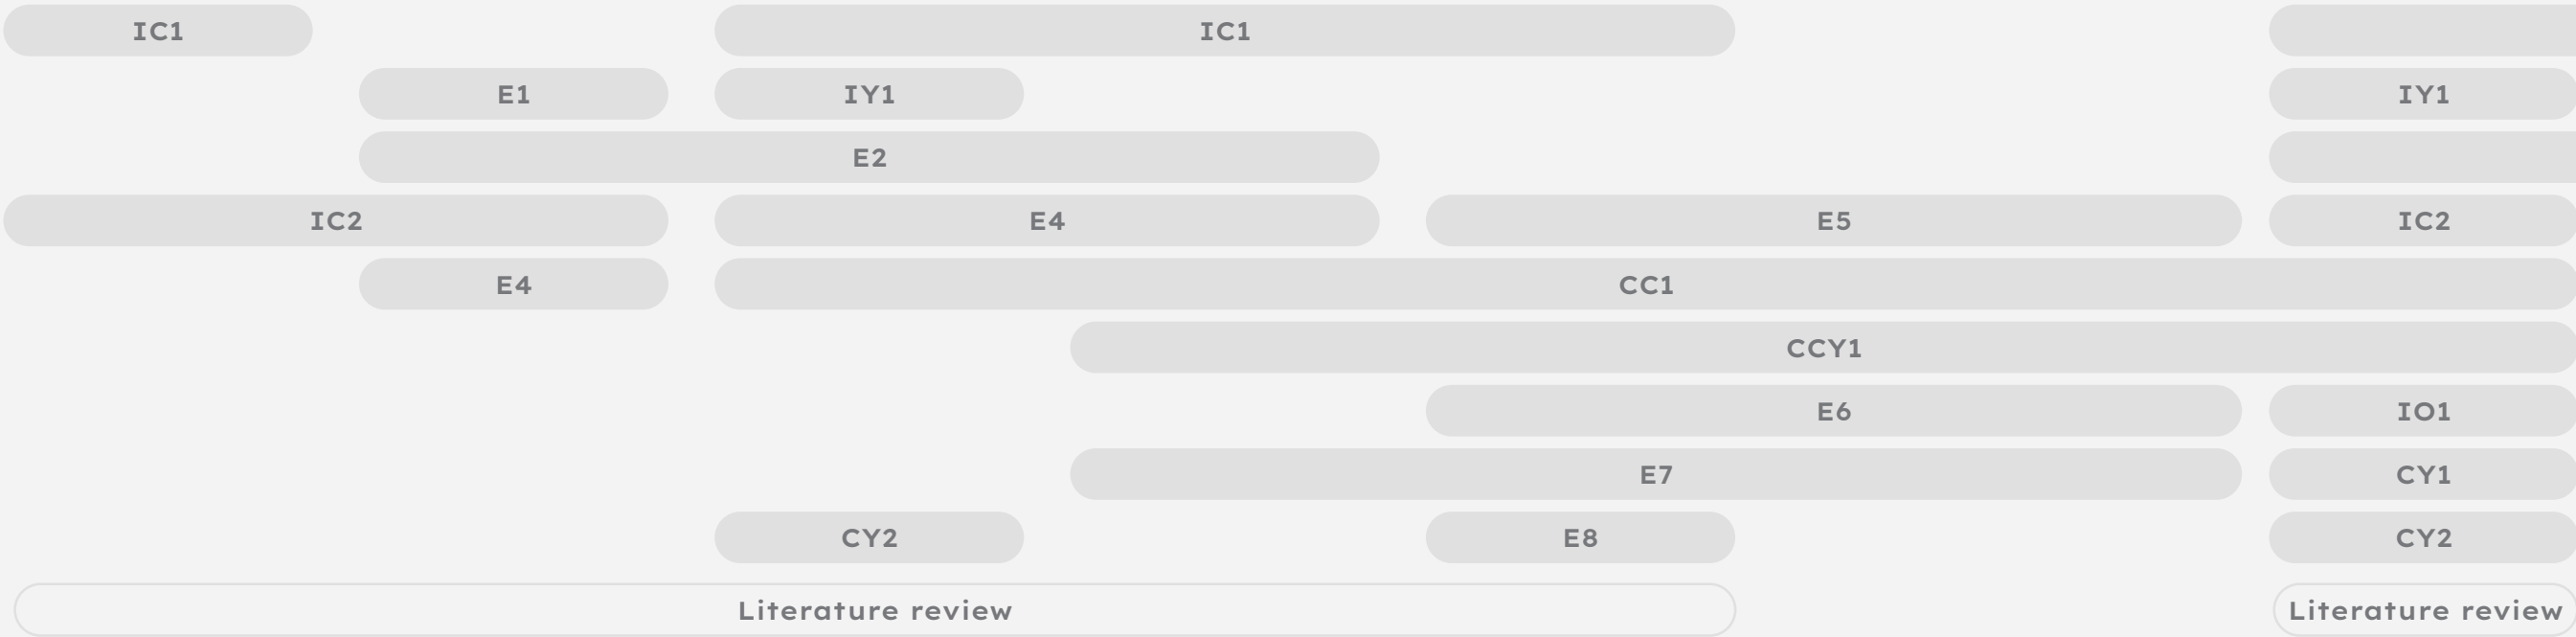 IC1 IC1
E1 IY1 IY1
E2
IC2 E4 E5 IC2
E4 CC1
CCY1
E6 IO1
E7 CY1
CY2 E8 CY2
Literature review Literature review